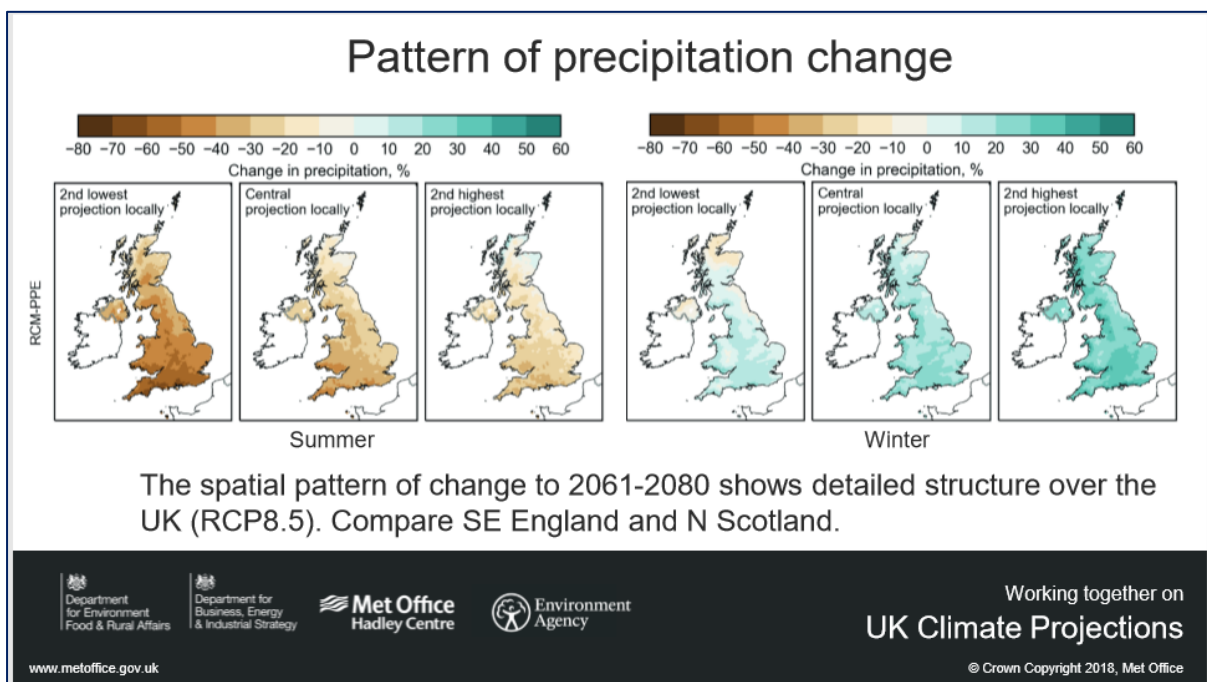 Pattern of precipitation change
−80 −70 −60 −50 −40 −30 −20 −10 0 10 20 30 40 50 60
Change in precipitation, %
2nd lowest
projection locally
Central
projection locally
2nd highest
projection locally
RCM-PPE
Summer
−80 −70 −60 −50 −40 −30 −20 −10 0 10 20 30 40 50 60
Change in precipitation, %
2nd lowest
projection locally
Central
projection locally
2nd highest
projection locally
Winter
The spatial pattern of change to 2061-2080 shows detailed structure over the
UK (RCP8.5). Compare SE England and N Scotland.
Department
for Environment
Food & Rural Affairs
Department for
Business, Energy
& Industrial Strategy
Met Office
Hadley Centre
Environment
Agency
Working together on
UK Climate Projections
www.metoffice.gov.uk
© Crown Copyright 2018, Met Office